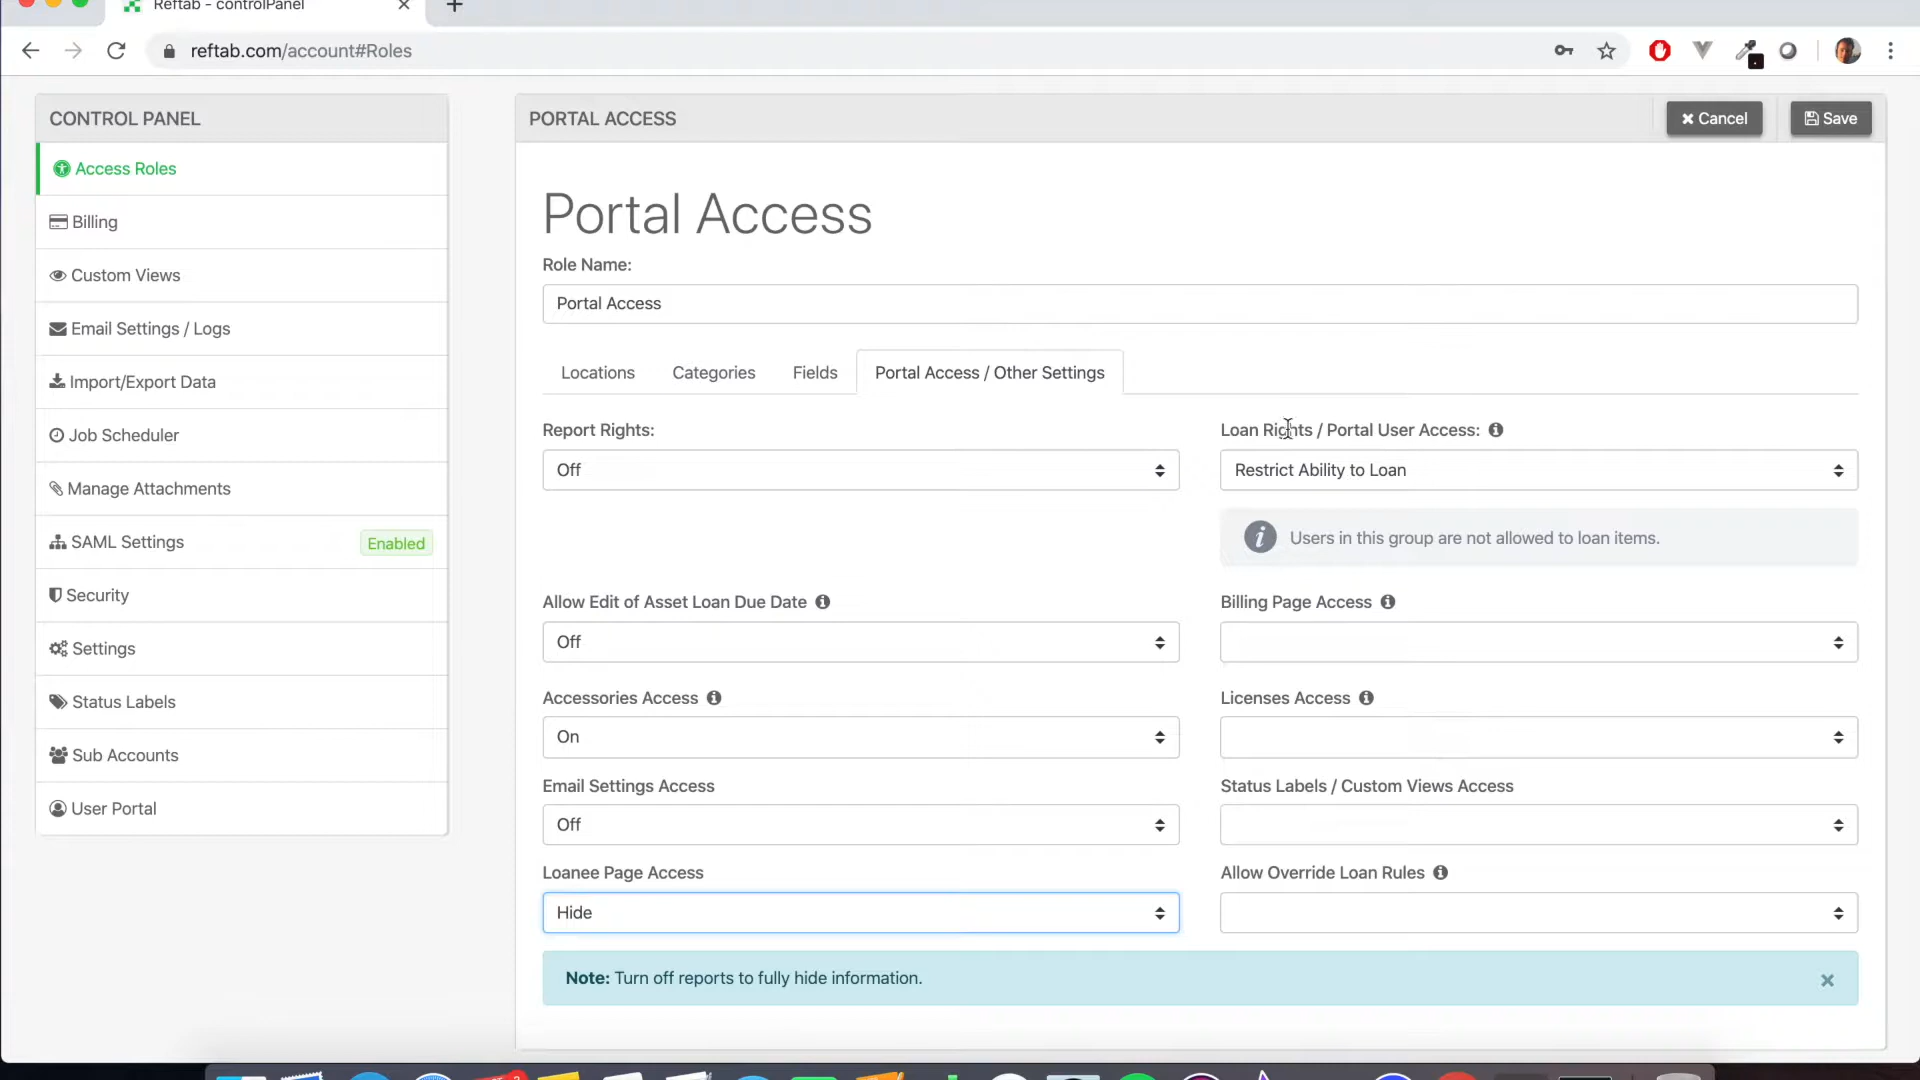 Reftab - controlPanel
reftab.com/account#Roles
CONTROL PANEL
Access Roles
Billing
Custom Views
Email Settings / Logs
Import/Export Data
Job Scheduler
Manage Attachments
SAML Settings Enabled
Security
Settings
Status Labels
Sub Accounts
User Portal
PORTAL ACCESS
Cancel
Save
Portal Access
Role Name:
Portal Access
Locations Categories Fields Portal Access / Other Settings
Report Rights:
Off
Loan Rights / Portal User Access:
Restrict Ability to Loan
Users in this group are not allowed to loan items.
Allow Edit of Asset Loan Due Date
Off
Billing Page Access
Accessories Access
On
Licenses Access
Email Settings Access
Off
Status Labels / Custom Views Access
Loanee Page Access
Hide
Allow Override Loan Rules
Note: Turn off reports to fully hide information.